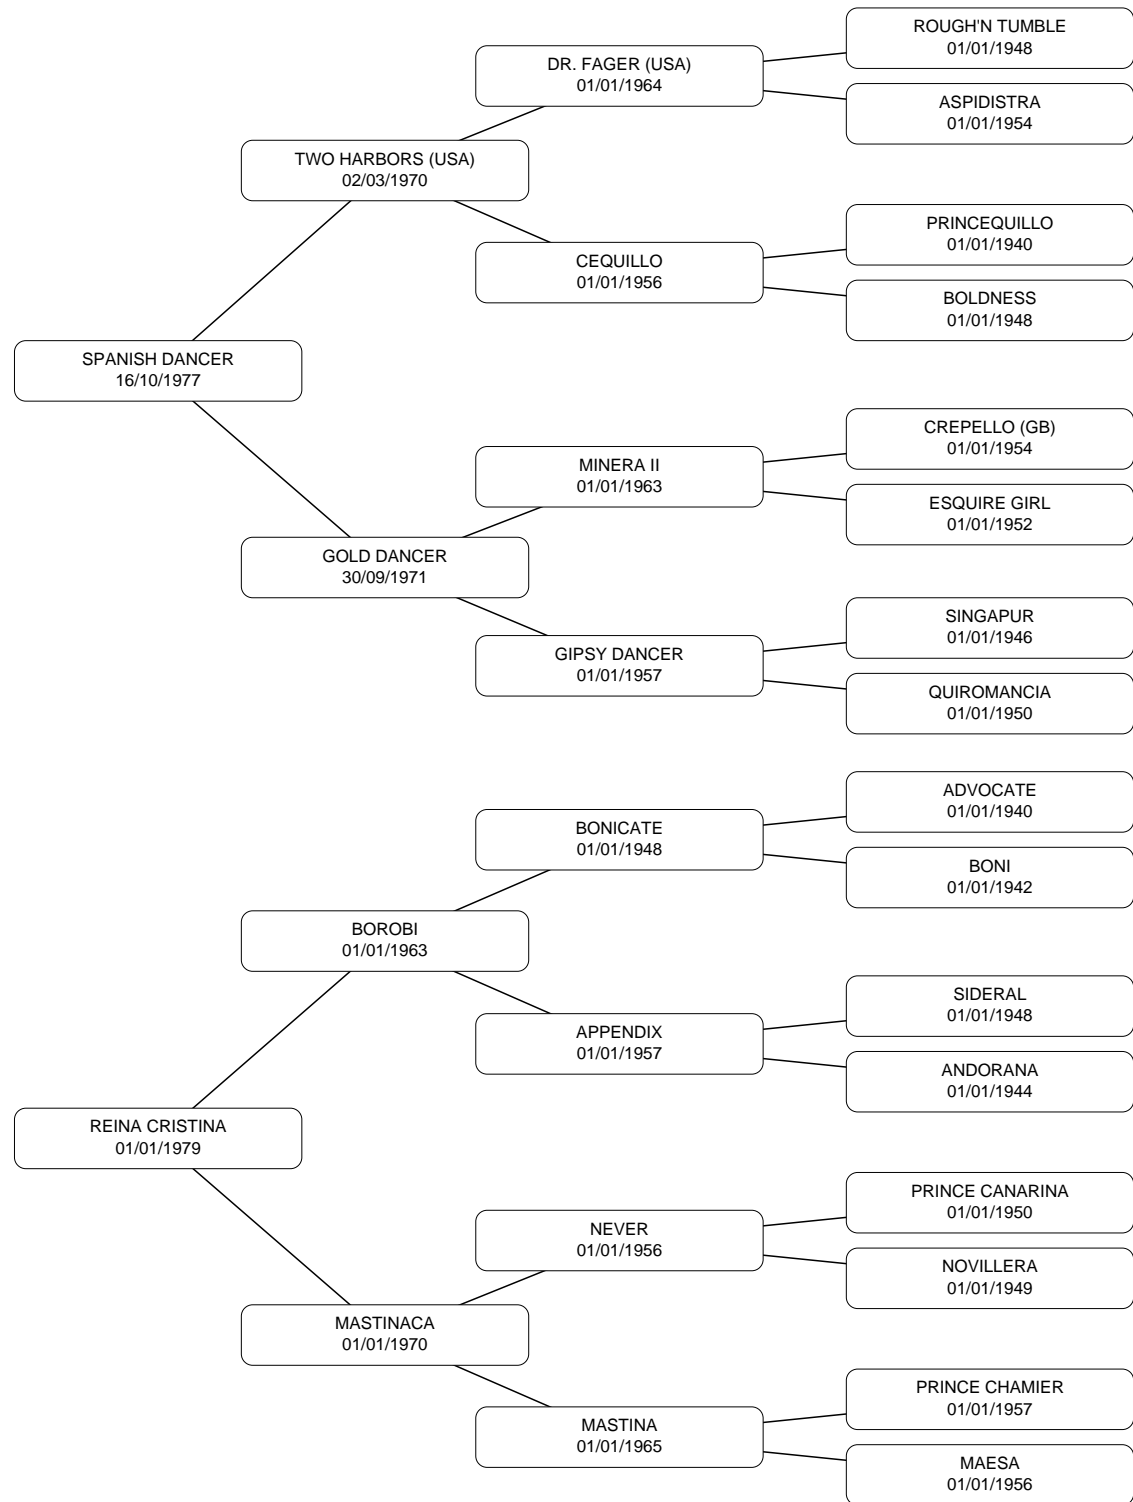 ROUGH'N TUMBLE
01/01/1948
DR. FAGER (USA)
01/01/1964
ASPIDISTRA
01/01/1954
TWO HARBORS (USA)
02/03/1970
PRINCEQUILLO
01/01/1940
CEQUILLO
01/01/1956
BOLDNESS
01/01/1948
SPANISH DANCER
16/10/1977
CREPELLO (GB)
01/01/1954
MINERA II
01/01/1963
ESQUIRE GIRL
01/01/1952
GOLD DANCER
30/09/1971
SINGAPUR
01/01/1946
GIPSY DANCER
01/01/1957
QUIROMANCIA
01/01/1950
ADVOCATE
01/01/1940
BONICATE
01/01/1948
BONI
01/01/1942
BOROBI
01/01/1963
SIDERAL
01/01/1948
APPENDIX
01/01/1957
ANDORANA
01/01/1944
REINA CRISTINA
01/01/1979
PRINCE CANARINA
01/01/1950
NEVER
01/01/1956
NOVILLERA
01/01/1949
MASTINACA
01/01/1970
PRINCE CHAMIER
01/01/1957
MASTINA
01/01/1965
MAESA
01/01/1956